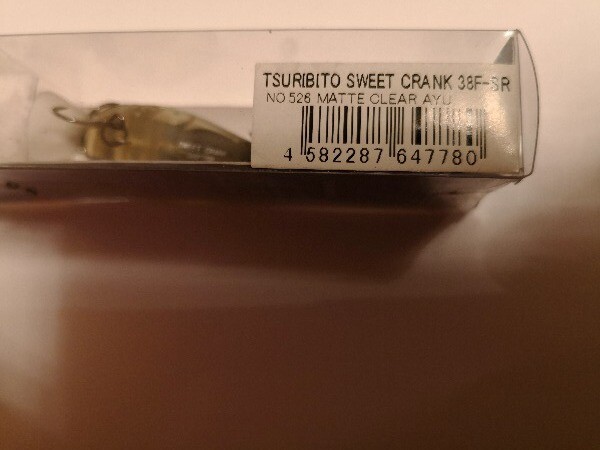 TSURIBITO SWEET CRANK 38F-SR
NO.526 MATTE CLEAR AYU
4 582287 647780